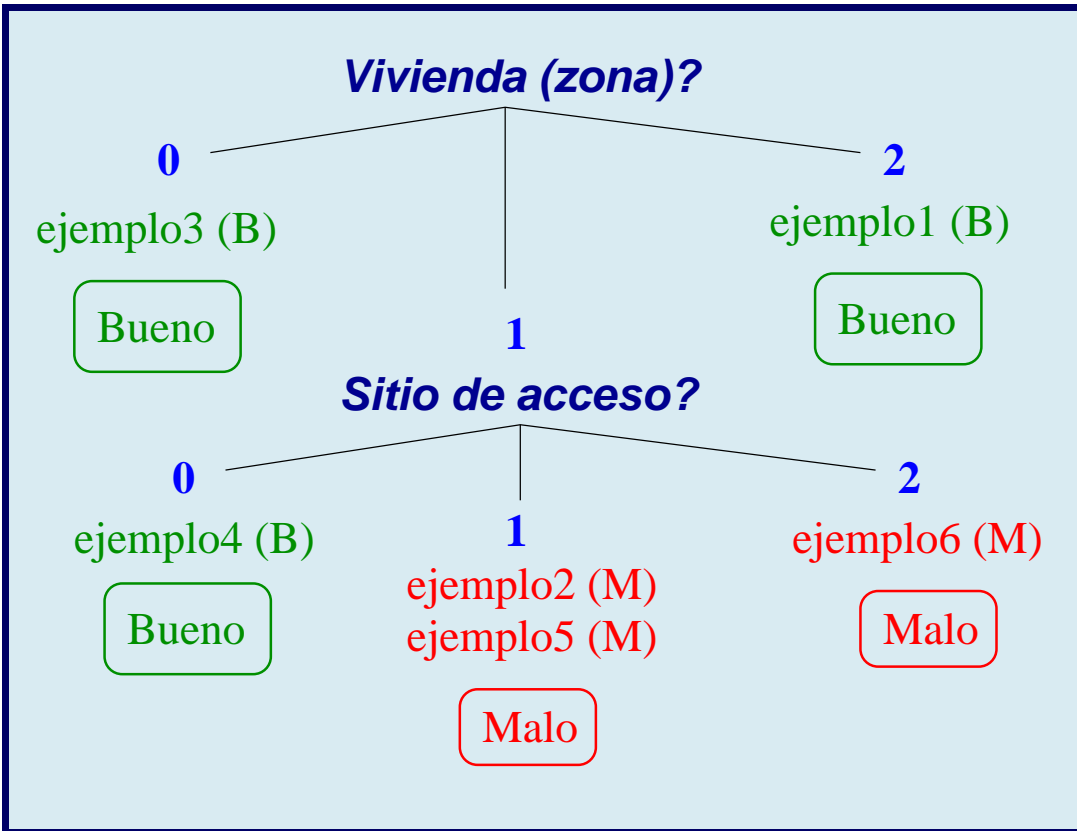 Vivienda (zona)?
0
2
ejemplo3 (B)
ejemplo1 (B)
Bueno
Bueno
1
Sitio de acceso?
0
2
ejemplo4 (B)
1
ejemplo6 (M)
ejemplo2 (M)
Bueno
ejemplo5 (M)
Malo
Malo